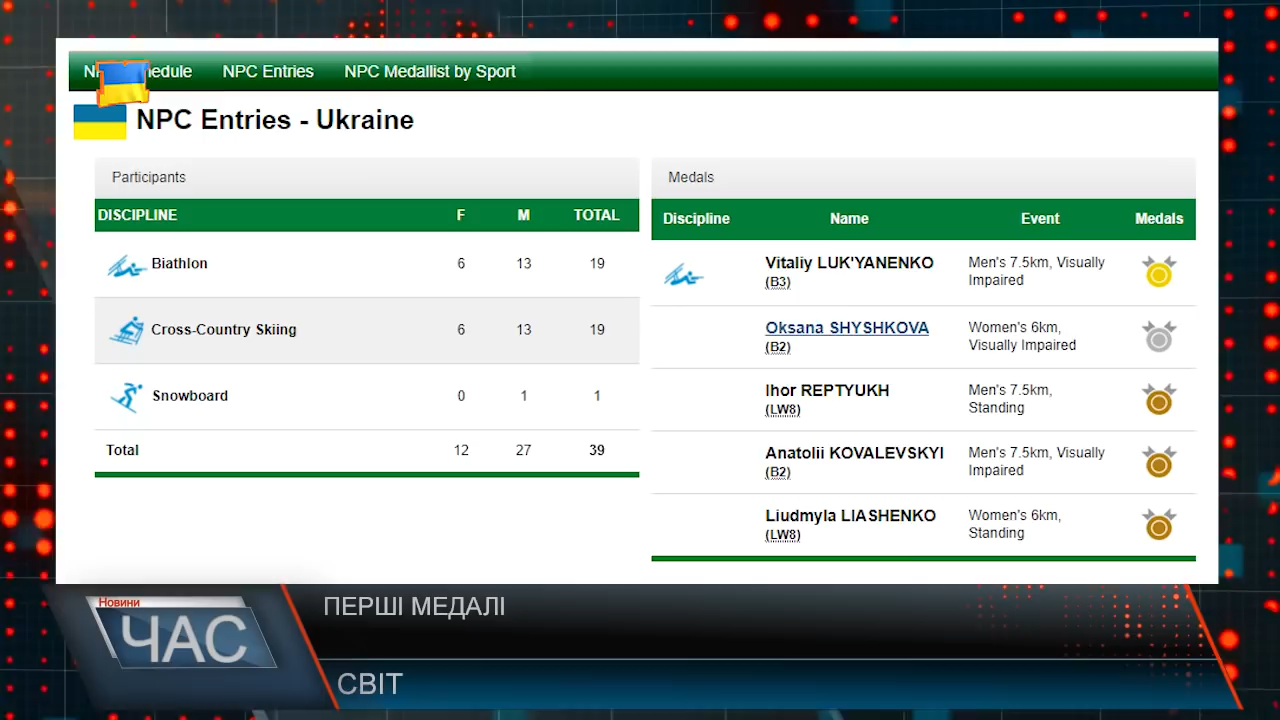 NPC Entries
NPC Medallist by Sport
NPC Entries - Ukraine
Participants
DISCIPLINE F M TOTAL
Biathlon 6 13 19
Cross-Country Skiing 6 13 19
Snowboard 0 1 1
Total 12 27 39
Medals
Discipline Name Event Medals
Vitaliy LUK'YANENKO
(B3)
Men's 7.5km, Visually
Impaired
Oksana SHYSHKOVA
(B2)
Women's 6km,
Visually Impaired
Ihor REPTYUKH
(LW8)
Men's 7.5km,
Standing
Anatolii KOVALEVSKYI
(B2)
Men's 7.5km, Visually
Impaired
Liudmyla LIASHENKO
(LW8)
Women's 6km,
Standing
Новини
ЧАС
ПЕРШІ МЕДАЛІ
СВІТ